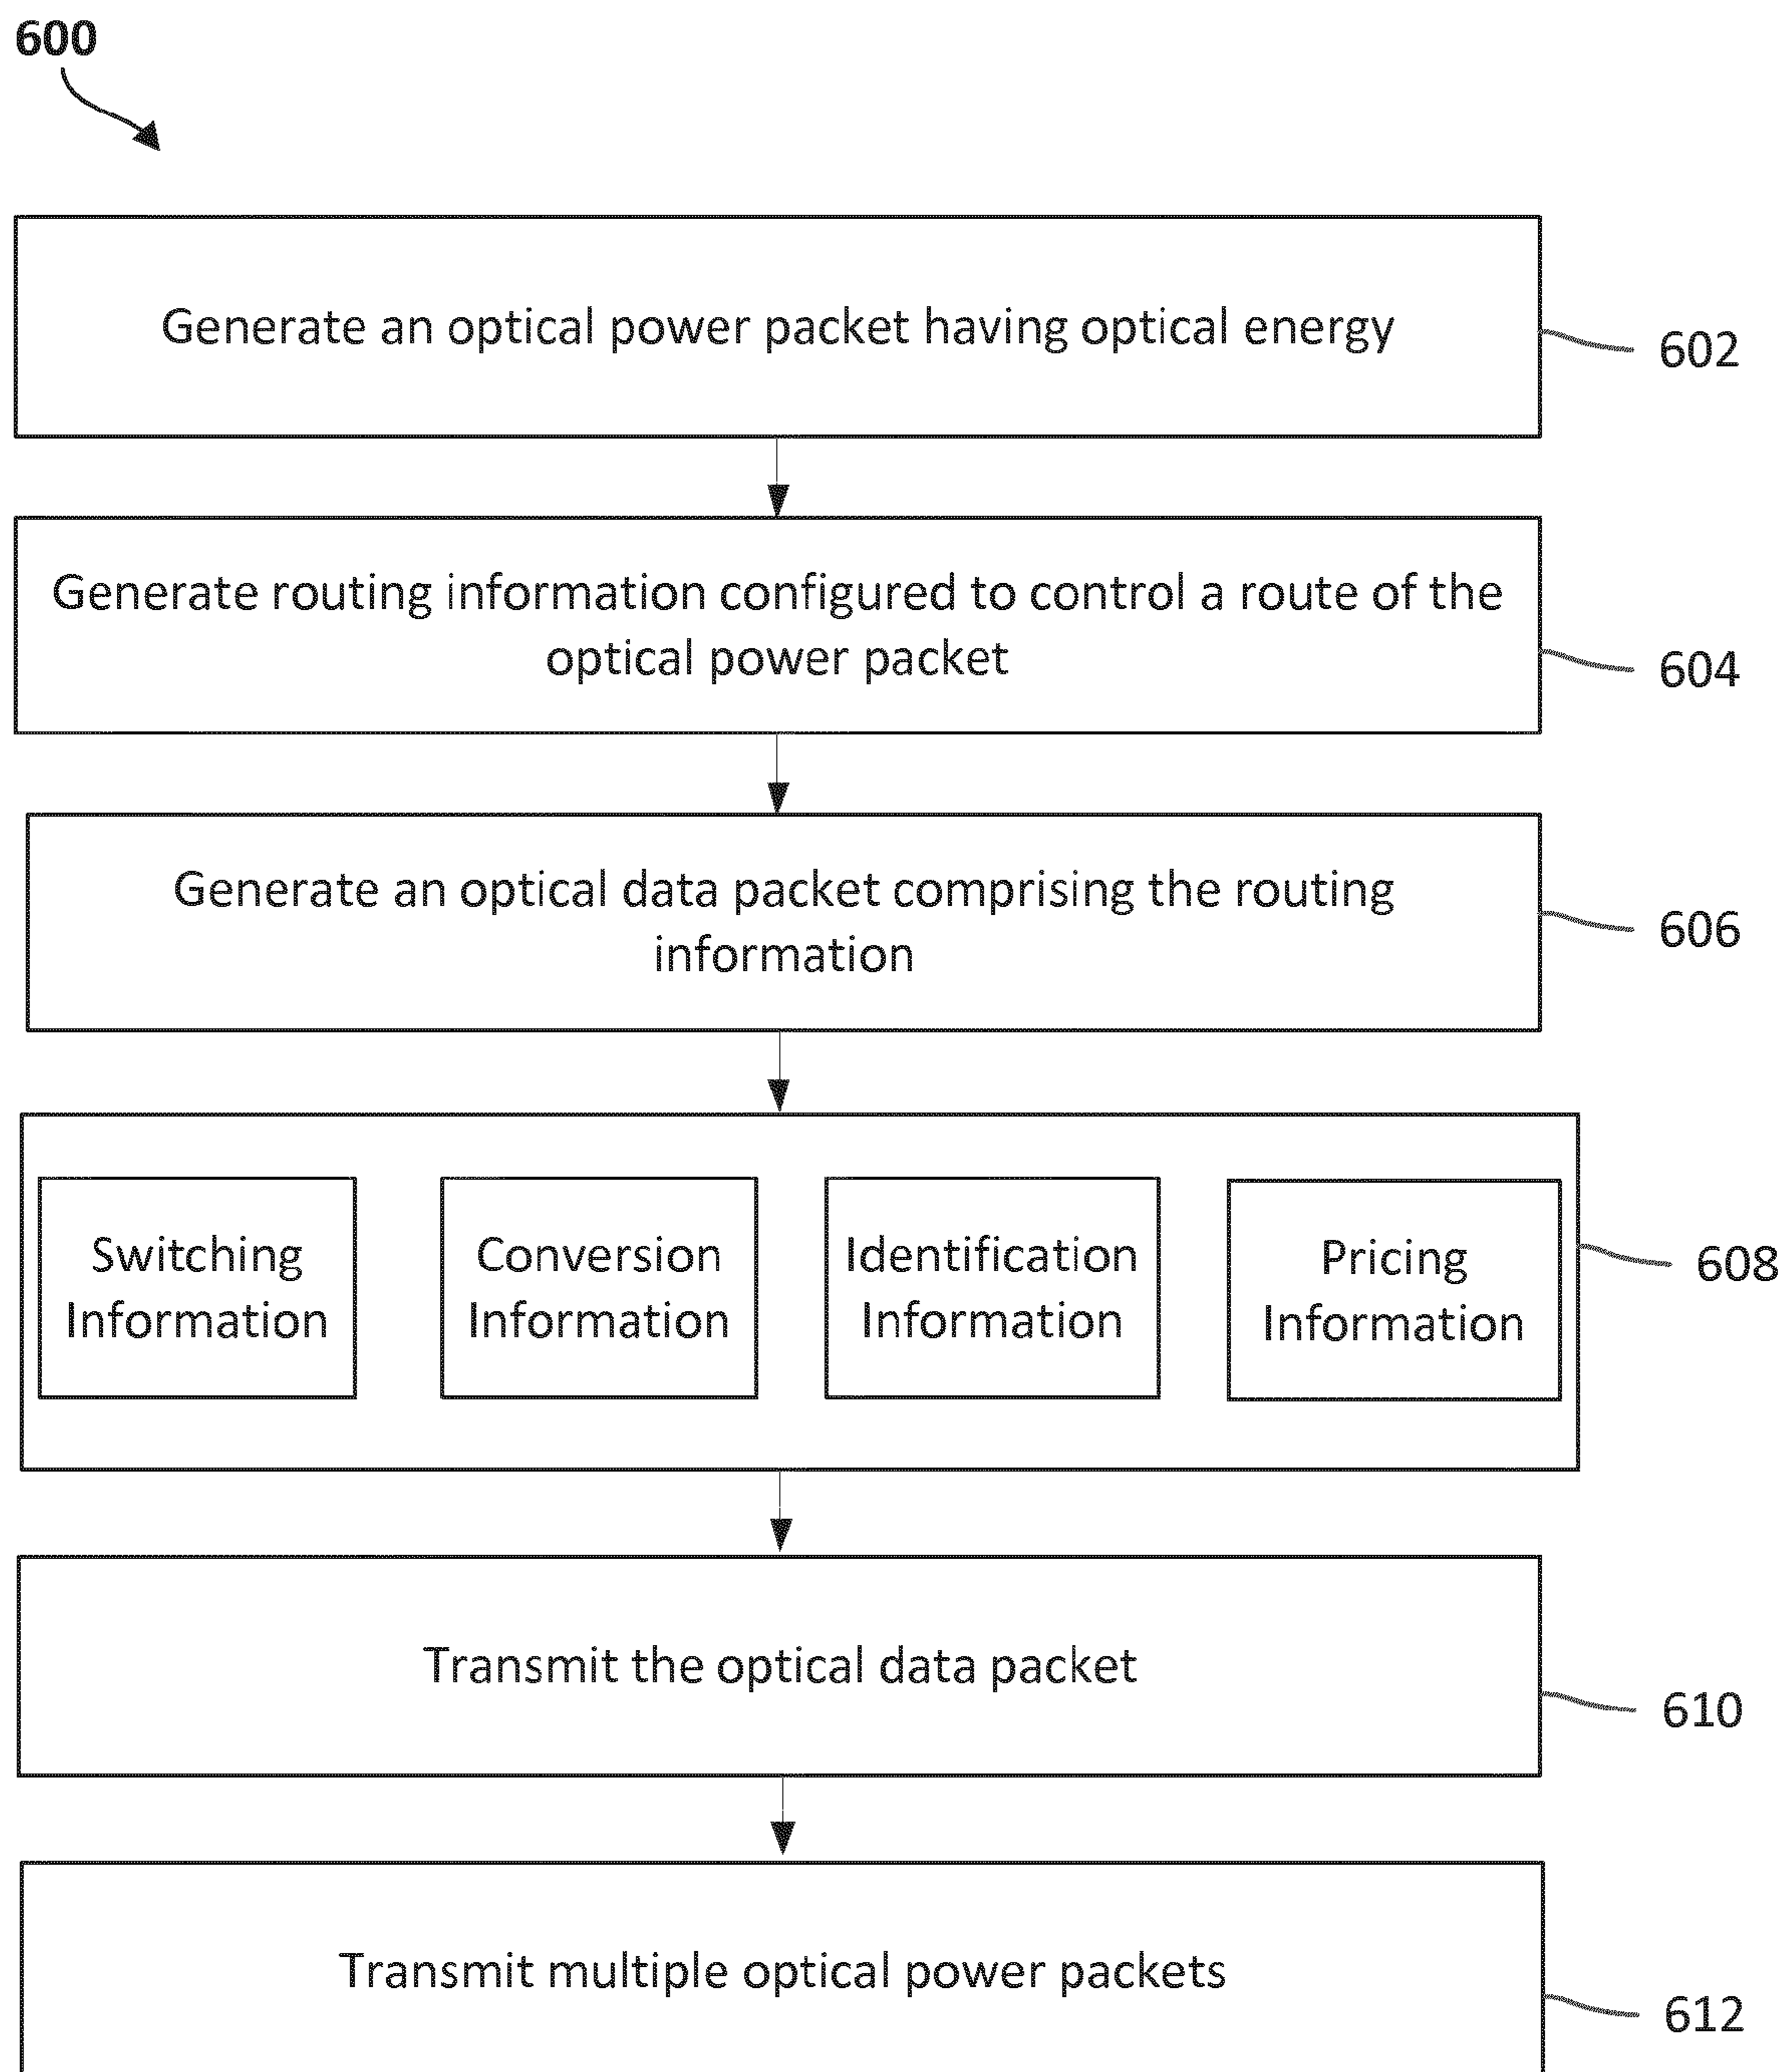 600
Generate an optical power packet having optical energy
602
Generate routing information configured to control a route of the
optical power packet
604
Generate an optical data packet comprising the routing
information
606
Switching
Information
Conversion
Information
Identification
Information
Pricing
Information
608
Transmit the optical data packet
610
Transmit multiple optical power packets
612